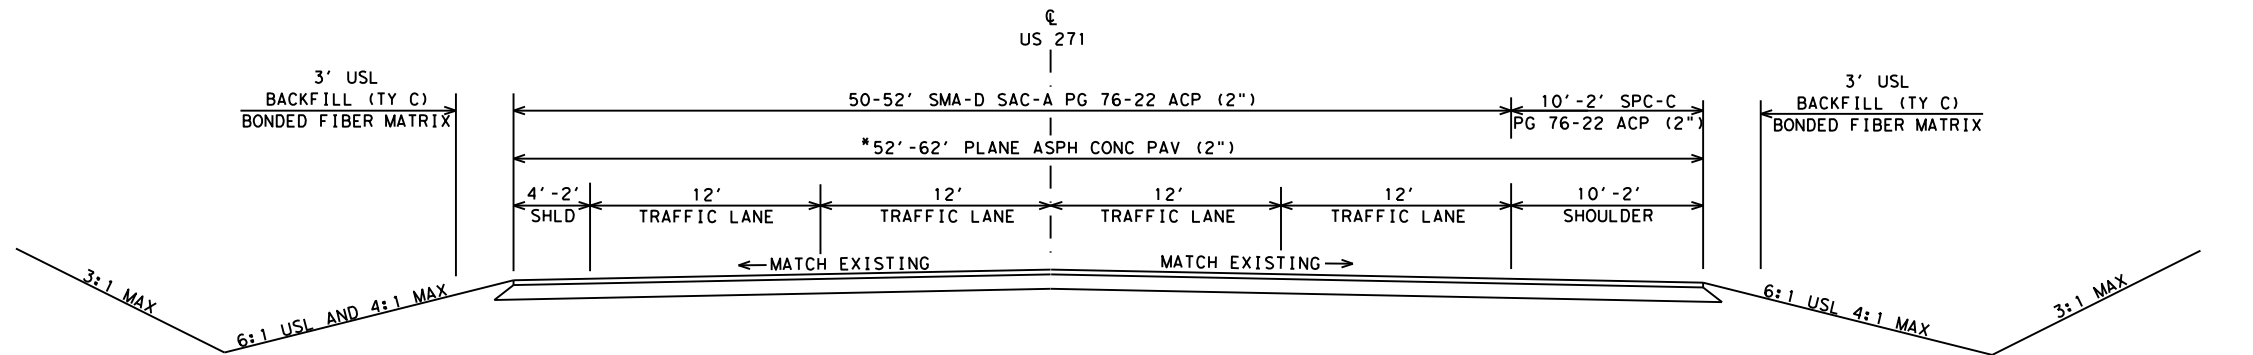 ℄
US 271
3' USL
BACKFILL (TY C)
BONDED FIBER MATRIX
50-52' SMA-D SAC-A PG 76-22 ACP (2")
10'-2' SPC-C
PG 76-22 ACP (2")
3' USL
BACKFILL (TY C)
BONDED FIBER MATRIX
*52'-62' PLANE ASPH CONC PAV (2")
4'-2'
SHLD
12'
TRAFFIC LANE
12'
TRAFFIC LANE
12'
TRAFFIC LANE
12'
TRAFFIC LANE
10'-2'
SHOULDER
MATCH EXISTING
MATCH EXISTING
3:1 MAX
6:1 USL AND 4:1 MAX
6:1 USL 4:1 MAX
3:1 MAX